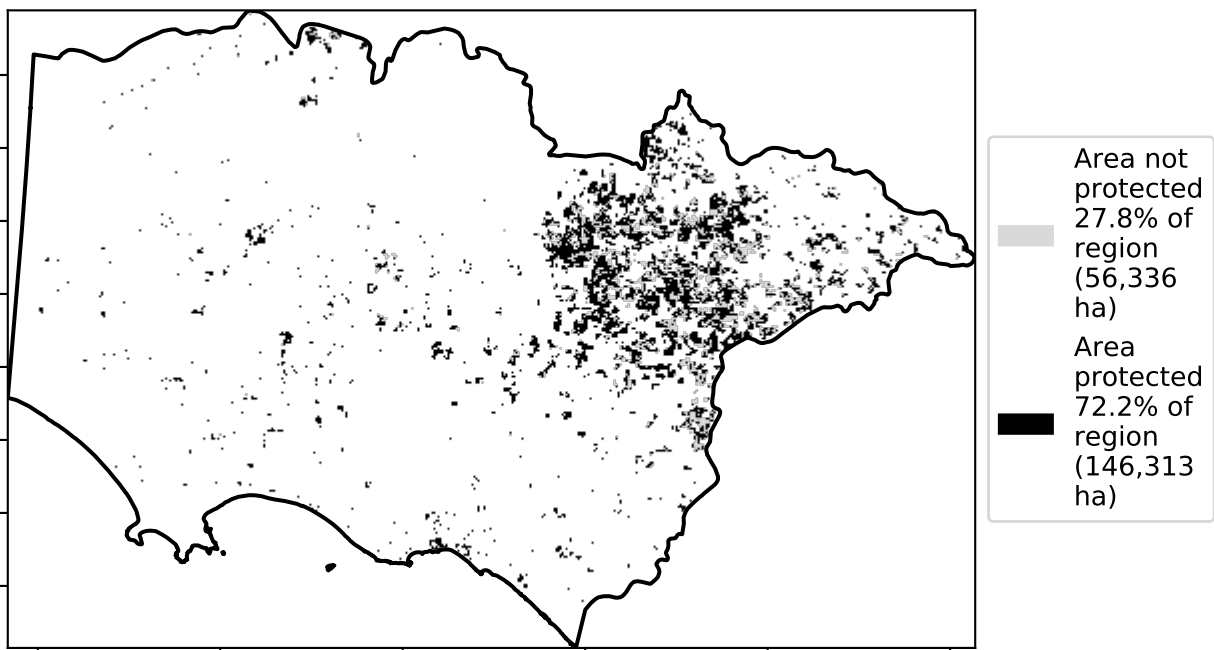 Area not
protected
27.8% of
region
(56,336
ha)
Area
protected
72.2% of
region
(146,313
ha)